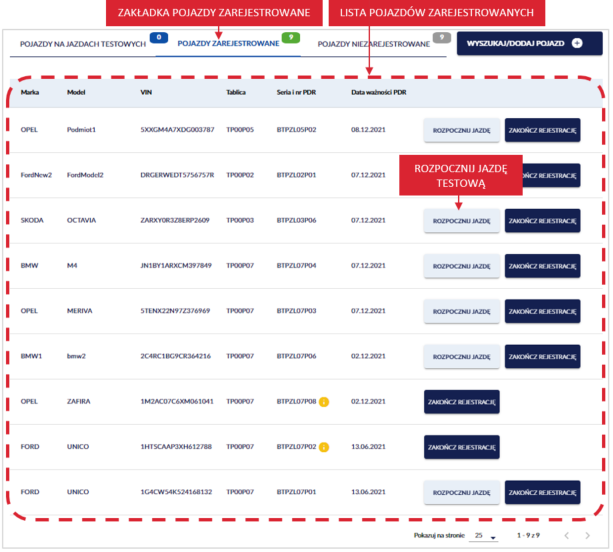 ZAKŁADKA POJAZDY ZAREJESTROWANE LISTA POJAZDÓW ZAREJESTROWANYCH
POJAZDY NA JAZDACH TESTOWYCH 0 POJAZDY ZAREJESTROWANE 9 POJAZDY NIEZAREJESTROWANE 9 WYSZUKAJ/DODAJ POJAZD +
Marka Model VIN Tablica Seria i nr PDR Data ważności PDR
OPEL Podmiot1 5XXGM4A7XDG003787 TP00P05 BTPZL05P02 08.12.2021 ROZPOCZNIJ JAZDĘ ZAKOŃCZ REJESTRACJĘ
ROZPOCZNIJ JAZDĘ
TESTOWĄ
FordNew2 FordModel2 DRGERWEDT5756757R TP00P02 BTPZL02P01 07.12.2021 REJESTRACJĘ
SKODA OCTAVIA ZARXY0R3Z8ERP2609 TP00P03 BTPZL03P06 07.12.2021 ROZPOCZNIJ JAZDĘ ZAKOŃCZ REJESTRACJĘ
BMW M4 JN1BY1ARXCM397849 TP00P07 BTPZL07P04 07.12.2021 ROZPOCZNIJ JAZDĘ ZAKOŃCZ REJESTRACJĘ
OPEL MERIVA 5TENX22N97Z376969 TP00P07 BTPZL07P03 07.12.2021 ROZPOCZNIJ JAZDĘ ZAKOŃCZ REJESTRACJĘ
BMW1 bmw2 2C4RC1BG9CR364216 TP00P07 BTPZL07P06 02.12.2021 ROZPOCZNIJ JAZDĘ ZAKOŃCZ REJESTRACJĘ
OPEL ZAFIRA 1M2AC07C6XM061041 TP00P07 BTPZL07P08 02.12.2021 ZAKOŃCZ REJESTRACJĘ
FORD UNICO 1HTSCAAP3XH612788 TP00P07 BTPZL07P02 13.06.2021 ZAKOŃCZ REJESTRACJĘ
FORD UNICO 1G4CW54K524168132 TP00P07 BTPZL07P01 13.06.2021 ROZPOCZNIJ JAZDĘ ZAKOŃCZ REJESTRACJĘ
Pokazuj na stronie 25 1 - 9 z 9 < >